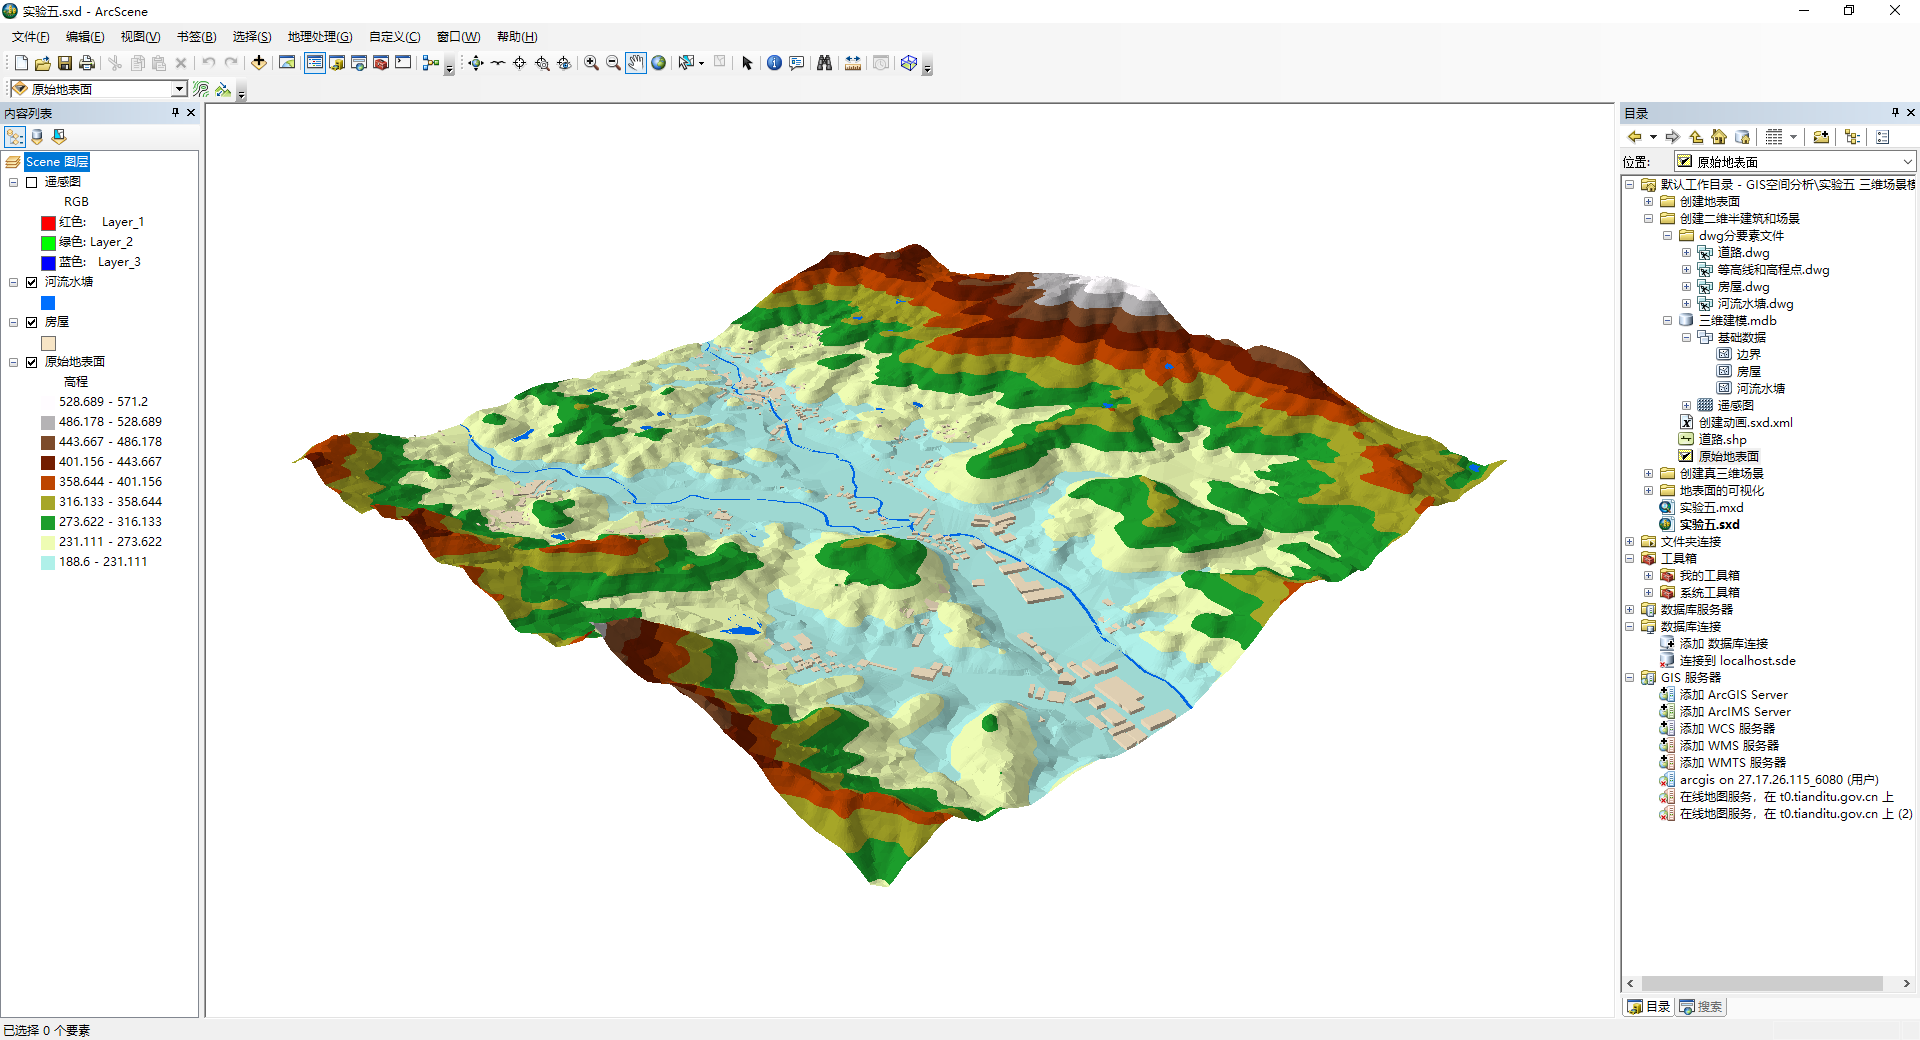 实验五.sxd - ArcScene
文件(F) 编辑(E) 视图(V) 书签(B) 选择(S) 地理处理(G) 自定义(C) 窗口(W) 帮助(H)
原始地表面
内容列表
Scene 图层
遥感图
RGB
红色: Layer_1
绿色: Layer_2
蓝色: Layer_3
河流水塘
房屋
原始地表面
高程
528.689 - 571.2
486.178 - 528.689
443.667 - 486.178
401.156 - 443.667
358.644 - 401.156
316.133 - 358.644
273.622 - 316.133
231.111 - 273.622
188.6 - 231.111
目录
位置: 原始地表面
默认工作目录 - GIS空间分析\实验五 三维场景模
创建地表面
创建二维半建筑和场景
dwg分要素文件
道路.dwg
等高线和高程点.dwg
房屋.dwg
河流水塘.dwg
三维建模.mdb
基础数据
边界
房屋
河流水塘
遥感图
创建动画.sxd.xml
道路.shp
原始地表面
创建真三维场景
地表面的可视化
实验五.mxd
实验五.sxd
文件夹连接
工具箱
我的工具箱
系统工具箱
数据库服务器
数据库连接
添加 数据库连接
连接到 localhost.sde
GIS 服务器
添加 ArcGIS Server
添加 ArcIMS Server
添加 WCS 服务器
添加 WMS 服务器
添加 WMTS 服务器
arcgis on 27.17.26.115_6080 (用户)
在线地图服务，在 t0.tianditu.gov.cn 上
在线地图服务，在 t0.tianditu.gov.cn 上 (2)
目录 搜索
已选择 0 个要素